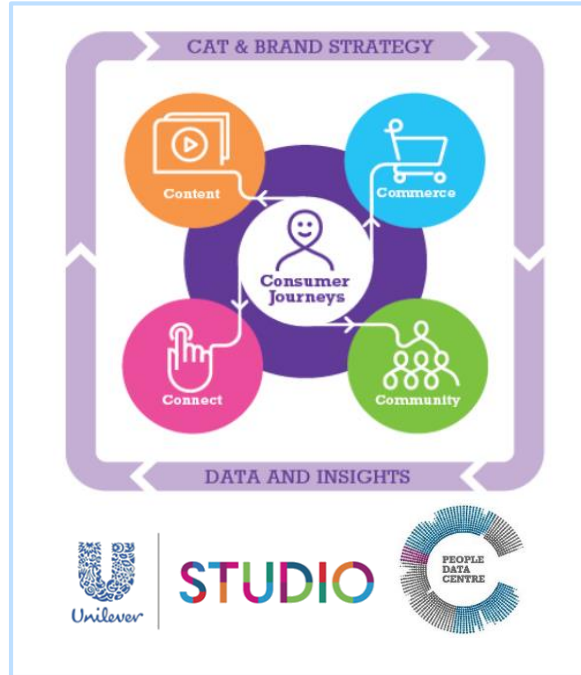 CAT & BRAND STRATEGY
Content
Commerce
Consumer
Journeys
Connect
Community
DATA AND INSIGHTS
Unilever
STUDIO
PEOPLE
DATA
CENTRE